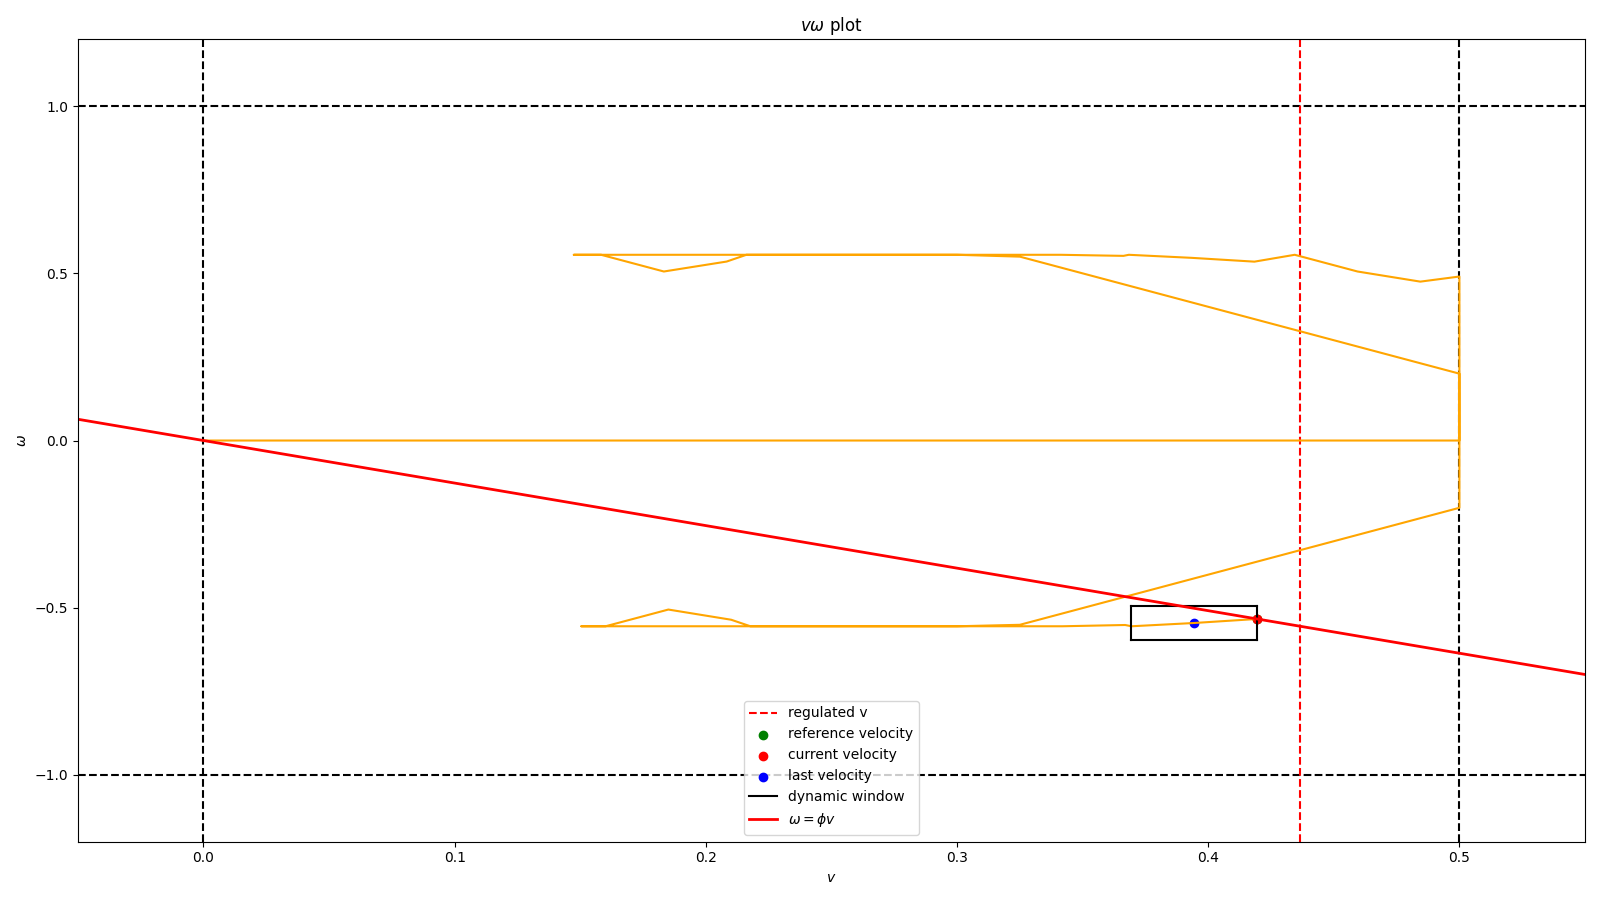 vω plot
1.0
0.5
0.0
−0.5
−1.0
ω
regulated v
reference velocity
current velocity
last velocity
dynamic window
ω = ϕv
0.0
0.1
0.2
0.3
0.4
0.5
v